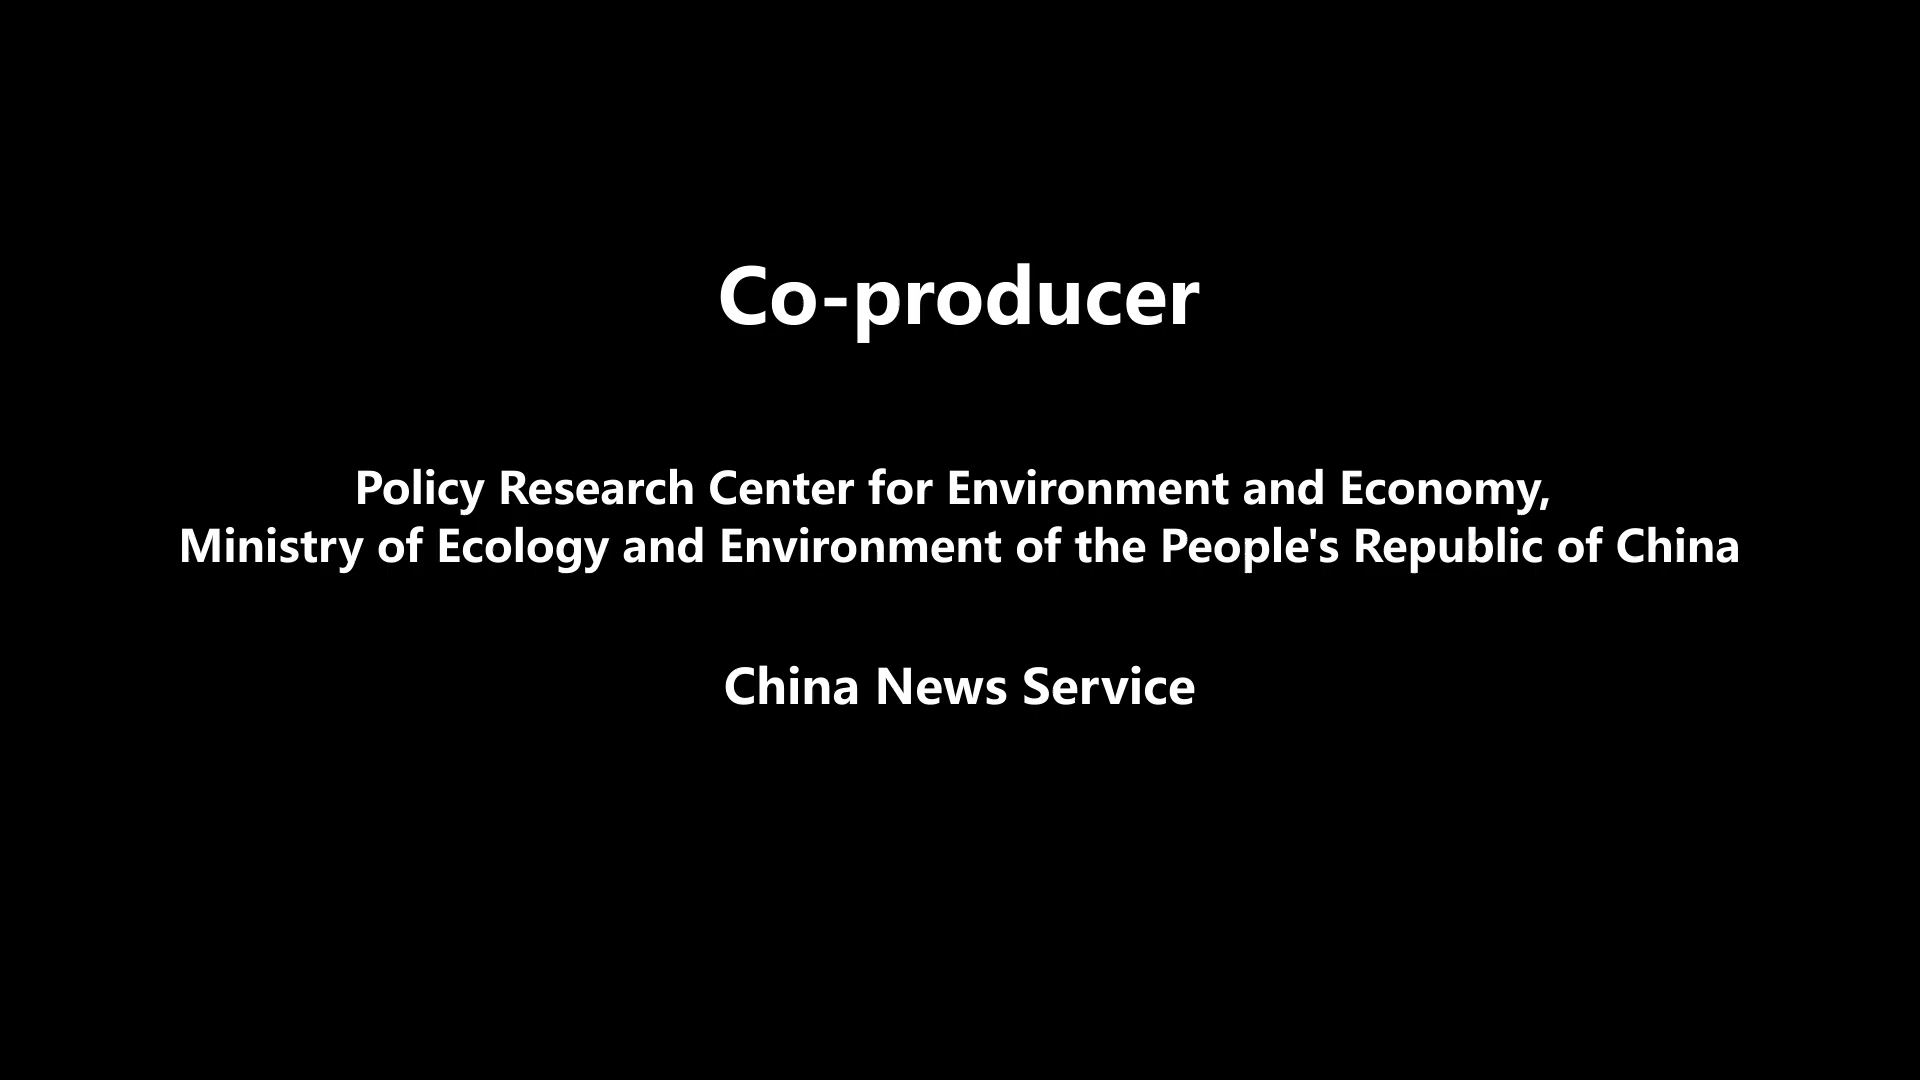 Co-producer
Policy Research Center for Environment and Economy,
Ministry of Ecology and Environment of the People's Republic of China
China News Service